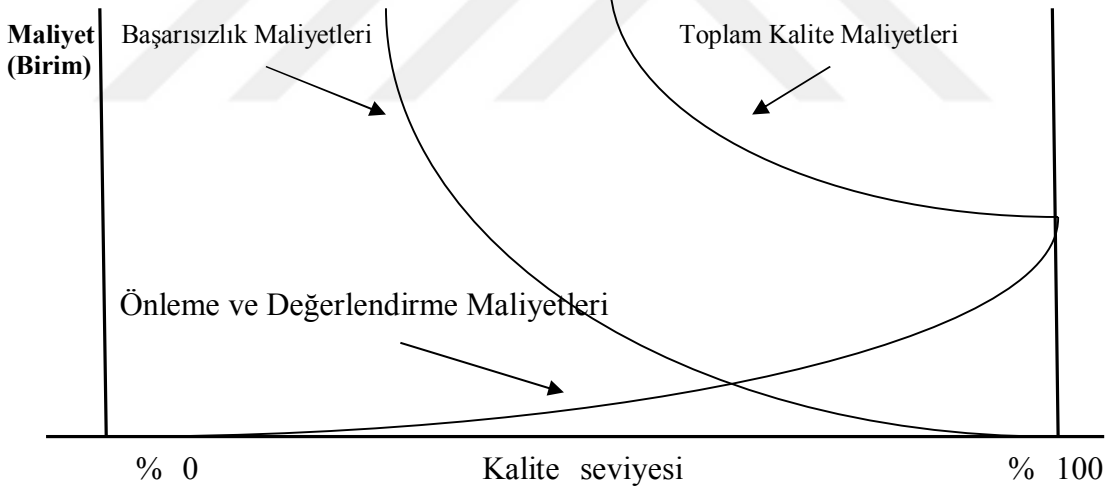 Maliyet
(Birim)
Başarısızlık Maliyetleri
Toplam Kalite Maliyetleri
Önleme ve Değerlendirme Maliyetleri
% 0
Kalite seviyesi
% 100